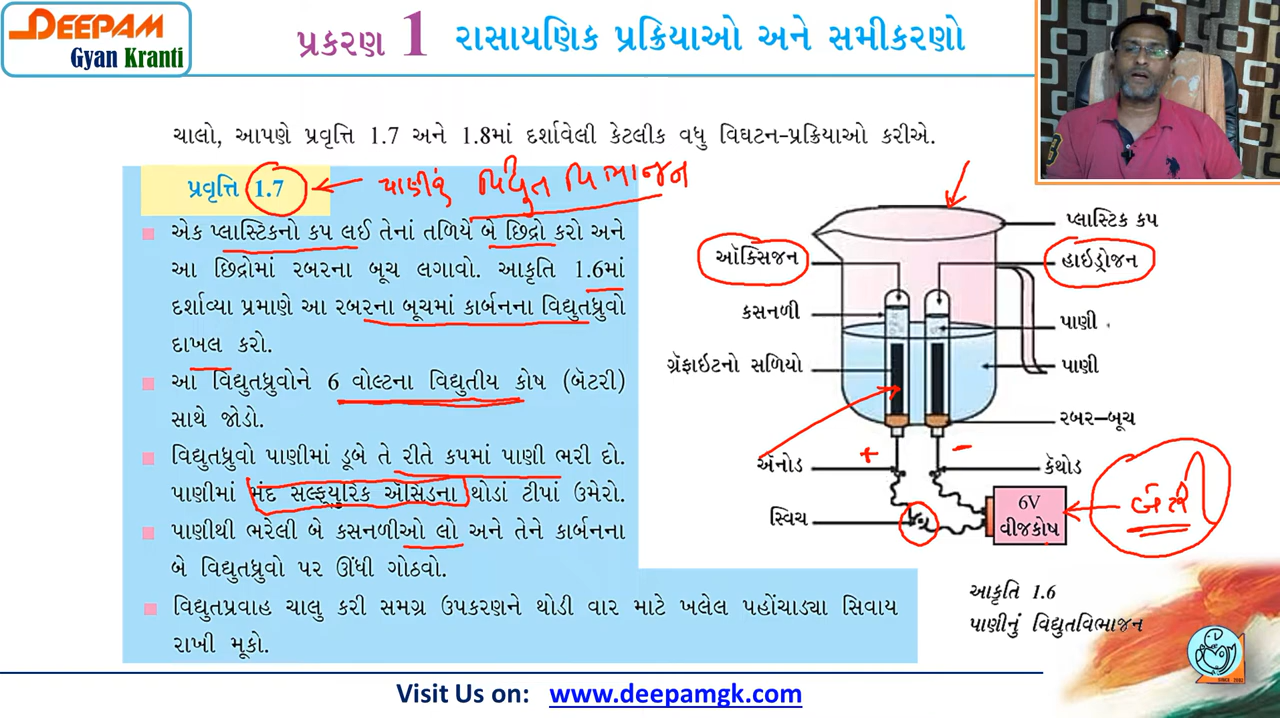 DEEPAM
Gyan Kranti
પ્રકરણ 1 રાસાયણિક પ્રક્રિયાઓ અને સમીકરણો
ચાલો, આપણે પ્રવૃત્તિ 1.7 અને 1.8માં દર્શાવેલી કેટલીક વધુ વિઘટન-પ્રક્રિયાઓ કરીએ.
પ્રવૃત્તિ 1.7 પાણીનું વિદ્યુત વિભાજન
એક પ્લાસ્ટિકનો કપ લઈ તેનાં તળિયે બે છિદ્રો કરો અને
આ છિદ્રોમાં રબરના બૂચ લગાવો. આકૃતિ 1.6માં
દર્શાવ્યા પ્રમાણે આ રબરના બૂચમાં કાર્બનના વિદ્યુતધ્રુવો
દાખલ કરો.
આ વિદ્યુતધ્રુવોને 6 વોલ્ટના વિદ્યુતીય કોષ (બૅટરી)
સાથે જોડો.
વિદ્યુતધ્રુવો પાણીમાં ડૂબે તે રીતે કપમાં પાણી ભરી દો.
પાણીમાં મંદ સલ્ફ્યુરિક ઍસિડના થોડાં ટીપાં ઉમેરો.
પાણીથી ભરેલી બે કસનળીઓ લો અને તેને કાર્બનના
બે વિદ્યુતધ્રુવો પર ઊંધી ગોઠવો.
વિદ્યુતપ્રવાહ ચાલુ કરી સમગ્ર ઉપકરણને થોડી વાર માટે ખલેલ પહોંચાડ્યા સિવાય
રાખી મૂકો.
પ્લાસ્ટિક કપ
ઑક્સિજન
હાઇડ્રોજન
કસનળી
પાણી
ગ્રૅફાઇટનો સળિયો
પાણી
રબર–બૂચ
+ −
ઍનોડ
કૅથોડ
સ્વિચ
6V
વીજકોષ
આકૃતિ 1.6
પાણીનું વિદ્યુતવિભાજન
SINCE
Visit Us on: www.deepamgk.com